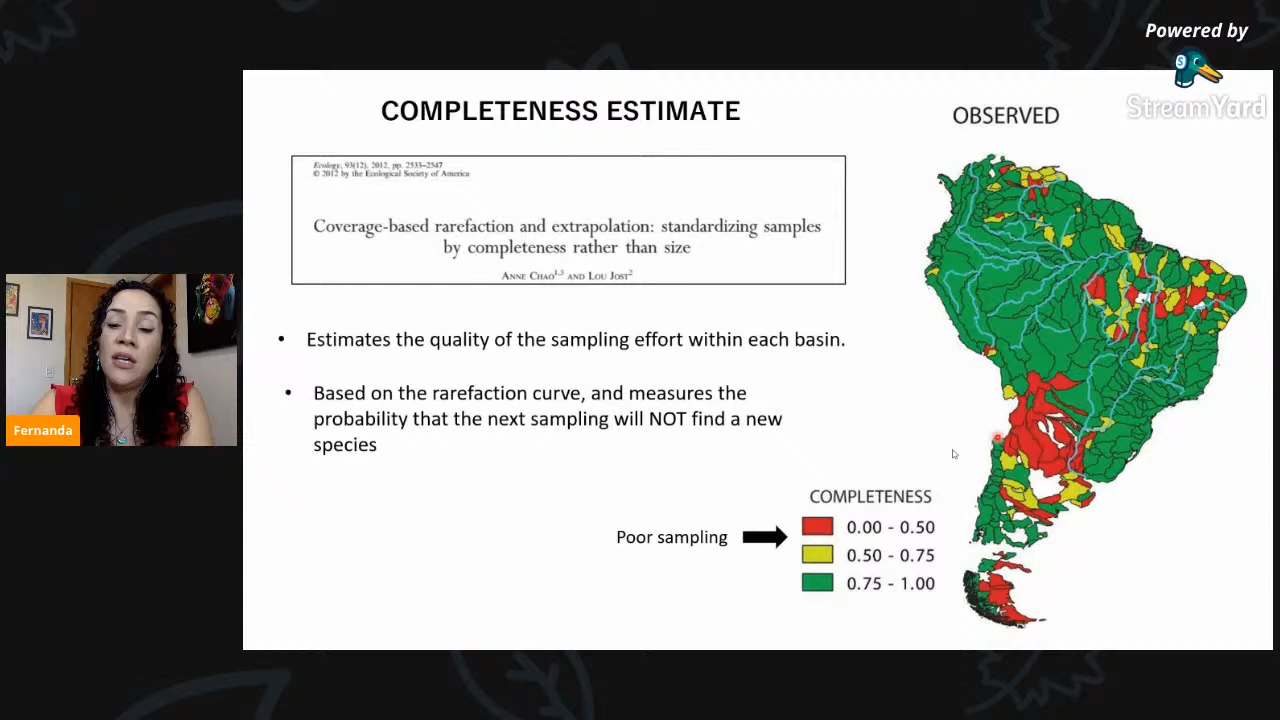 Powered by
StreamYard
COMPLETENESS ESTIMATE
OBSERVED
Ecology, 93(12), 2012, pp. 2533–2547
© 2012 by the Ecological Society of America
Coverage-based rarefaction and extrapolation: standardizing samples
by completeness rather than size
ANNE CHAO1,3 AND LOU JOST2
• Estimates the quality of the sampling effort within each basin.
• Based on the rarefaction curve, and measures the
probability that the next sampling will NOT find a new
species
Fernanda
COMPLETENESS
Poor sampling
0.00 - 0.50
0.50 - 0.75
0.75 - 1.00